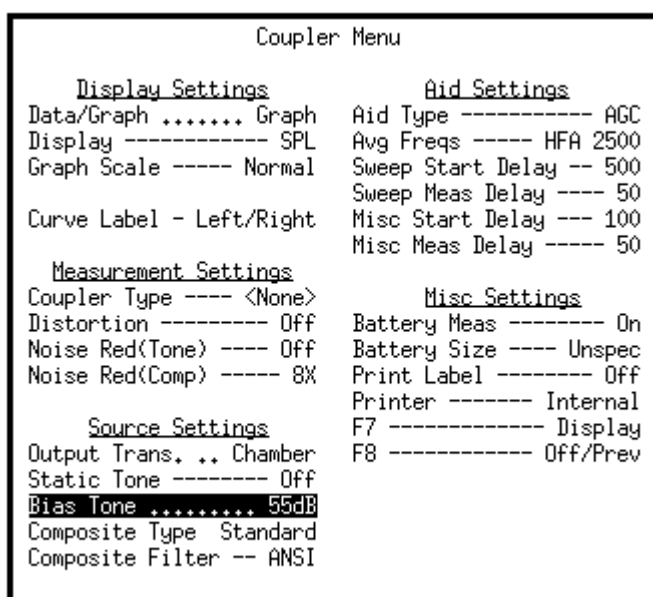 Coupler Menu
Display Settings
Data/Graph ....... Graph
Display ------------ SPL
Graph Scale ----- Normal
Curve Label - Left/Right
Measurement Settings
Coupler Type ---- <None>
Distortion --------- Off
Noise Red(Tone) ---- Off
Noise Red(Comp) ----- 8X
Source Settings
Output Trans. .. Chamber
Static Tone -------- Off
Bias Tone ......... 55dB
Composite Type  Standard
Composite Filter -- ANSI
Aid Settings
Aid Type ----------- AGC
Avg Freqs ----- HFA 2500
Sweep Start Delay -- 500
Sweep Meas Delay ---- 50
Misc Start Delay --- 100
Misc Meas Delay ----- 50
Misc Settings
Battery Meas -------- On
Battery Size ---- Unspec
Print Label -------- Off
Printer ------- Internal
F7 ------------- Display
F8 ------------ Off/Prev